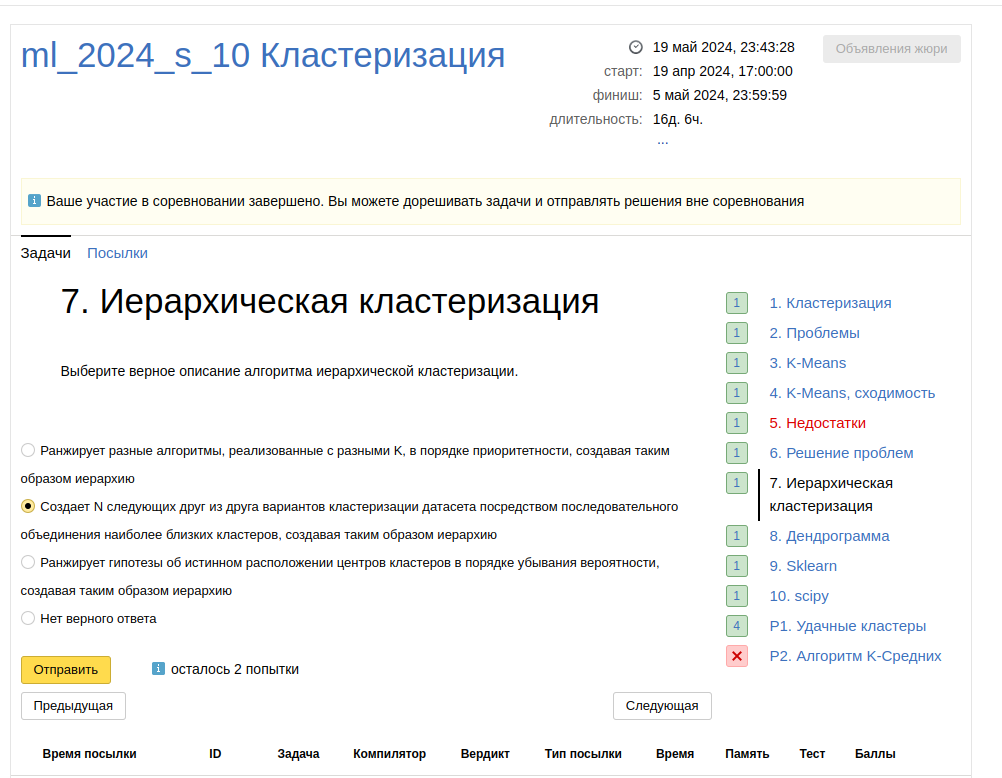 ml_2024_s_10 Кластеризация
19 май 2024, 23:43:28
старт: 19 апр 2024, 17:00:00
финиш: 5 май 2024, 23:59:59
длительность: 16д. 6ч.
...
Объявления жюри
Ваше участие в соревновании завершено. Вы можете дорешивать задачи и отправлять решения вне соревнования
Задачи Посылки
7. Иерархическая кластеризация
Выберите верное описание алгоритма иерархической кластеризации.
Ранжирует разные алгоритмы, реализованные с разными K, в порядке приоритетности, создавая таким
образом иерархию
Создает N следующих друг из друга вариантов кластеризации датасета посредством последовательного
объединения наиболее близких кластеров, создавая таким образом иерархию
Ранжирует гипотезы об истинном расположении центров кластеров в порядке убывания вероятности,
создавая таким образом иерархию
Нет верного ответа
Отправить осталось 2 попытки
Предыдущая Следующая
1 1. Кластеризация
1 2. Проблемы
1 3. K-Means
1 4. K-Means, сходимость
1 5. Недостатки
1 6. Решение проблем
1 7. Иерархическая
кластеризация
1 8. Дендрограмма
1 9. Sklearn
1 10. scipy
4 P1. Удачные кластеры
P2. Алгоритм K-Средних
Время посылки ID Задача Компилятор Вердикт Тип посылки Время Память Тест Баллы